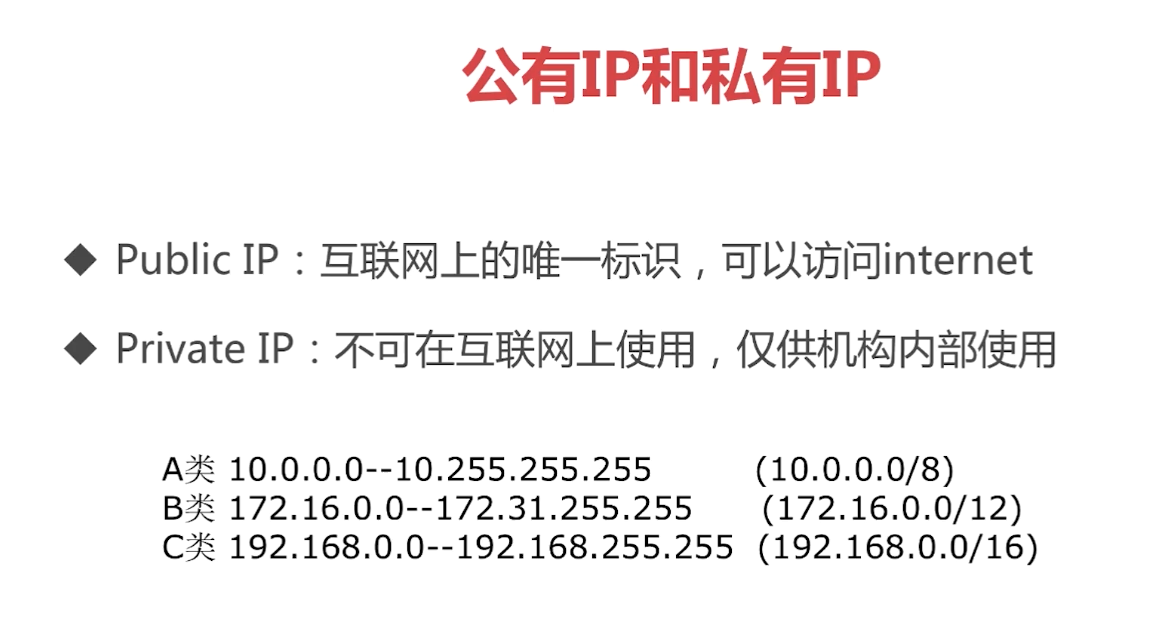 公有IP和私有IP
◆ Public IP：互联网上的唯一标识，可以访问internet
◆ Private IP：不可在互联网上使用，仅供机构内部使用
A类 10.0.0.0--10.255.255.255 (10.0.0.0/8)
B类 172.16.0.0--172.31.255.255 (172.16.0.0/12)
C类 192.168.0.0--192.168.255.255 (192.168.0.0/16)